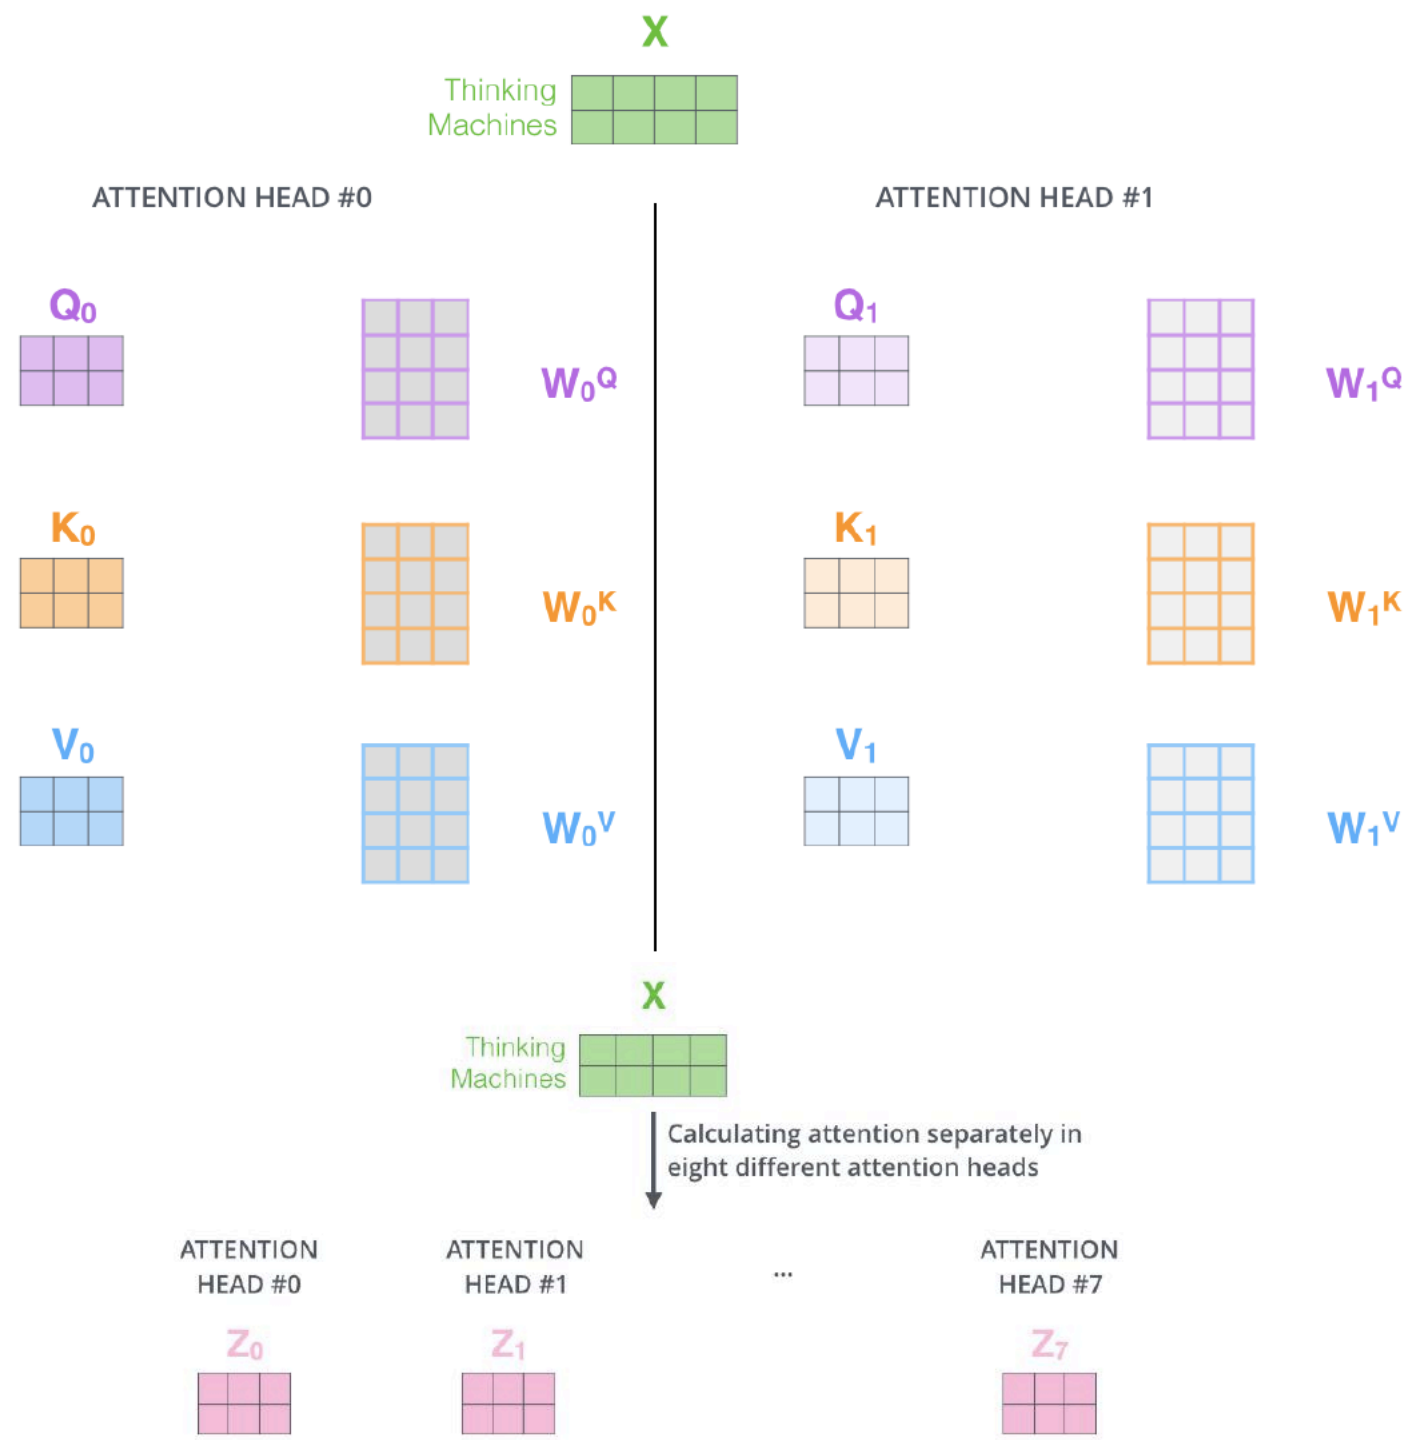 X
Thinking
Machines
ATTENTION HEAD #0
ATTENTION HEAD #1
Q0
W0Q
Q1
W1Q
K0
W0K
K1
W1K
V0
W0V
V1
W1V
X
Thinking
Machines
Calculating attention separately in
eight different attention heads
ATTENTION
HEAD #0
ATTENTION
HEAD #1
...
ATTENTION
HEAD #7
Z0
Z1
Z7